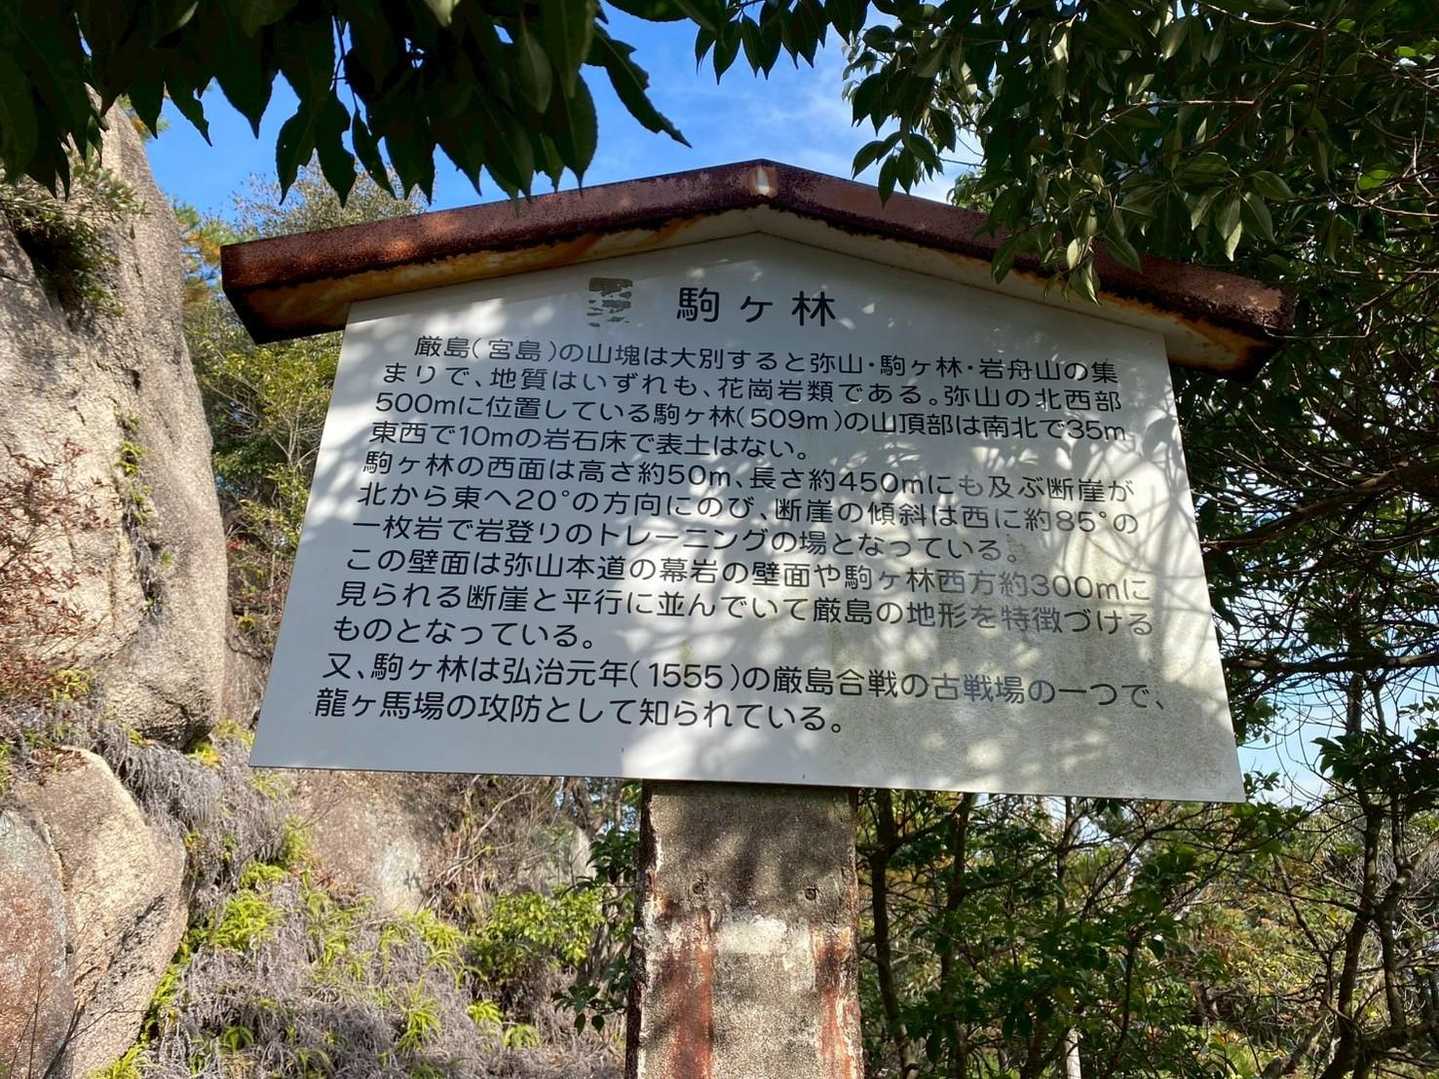 駒ヶ林
厳島(宮島)の山塊は大別すると弥山・駒ヶ林・岩舟山の集
まりで、地質はいずれも、花崗岩類である。弥山の北西部
500mに位置している駒ヶ林(509m)の山頂部は南北で35m
東西で10mの岩石床で表土はない。
駒ヶ林の西面は高さ約50m、長さ約450mにも及ぶ断崖が
北から東へ20°の方向にのび、断崖の傾斜は西に約85°の
一枚岩で岩登りのトレーニングの場となっている。
この壁面は弥山本道の幕岩の壁面や駒ヶ林西方約300mに
見られる断崖と平行に並んでいて厳島の地形を特徴づける
ものとなっている。
又、駒ヶ林は弘治元年(1555)の厳島合戦の古戦場の一つで、
龍ヶ馬場の攻防として知られている。